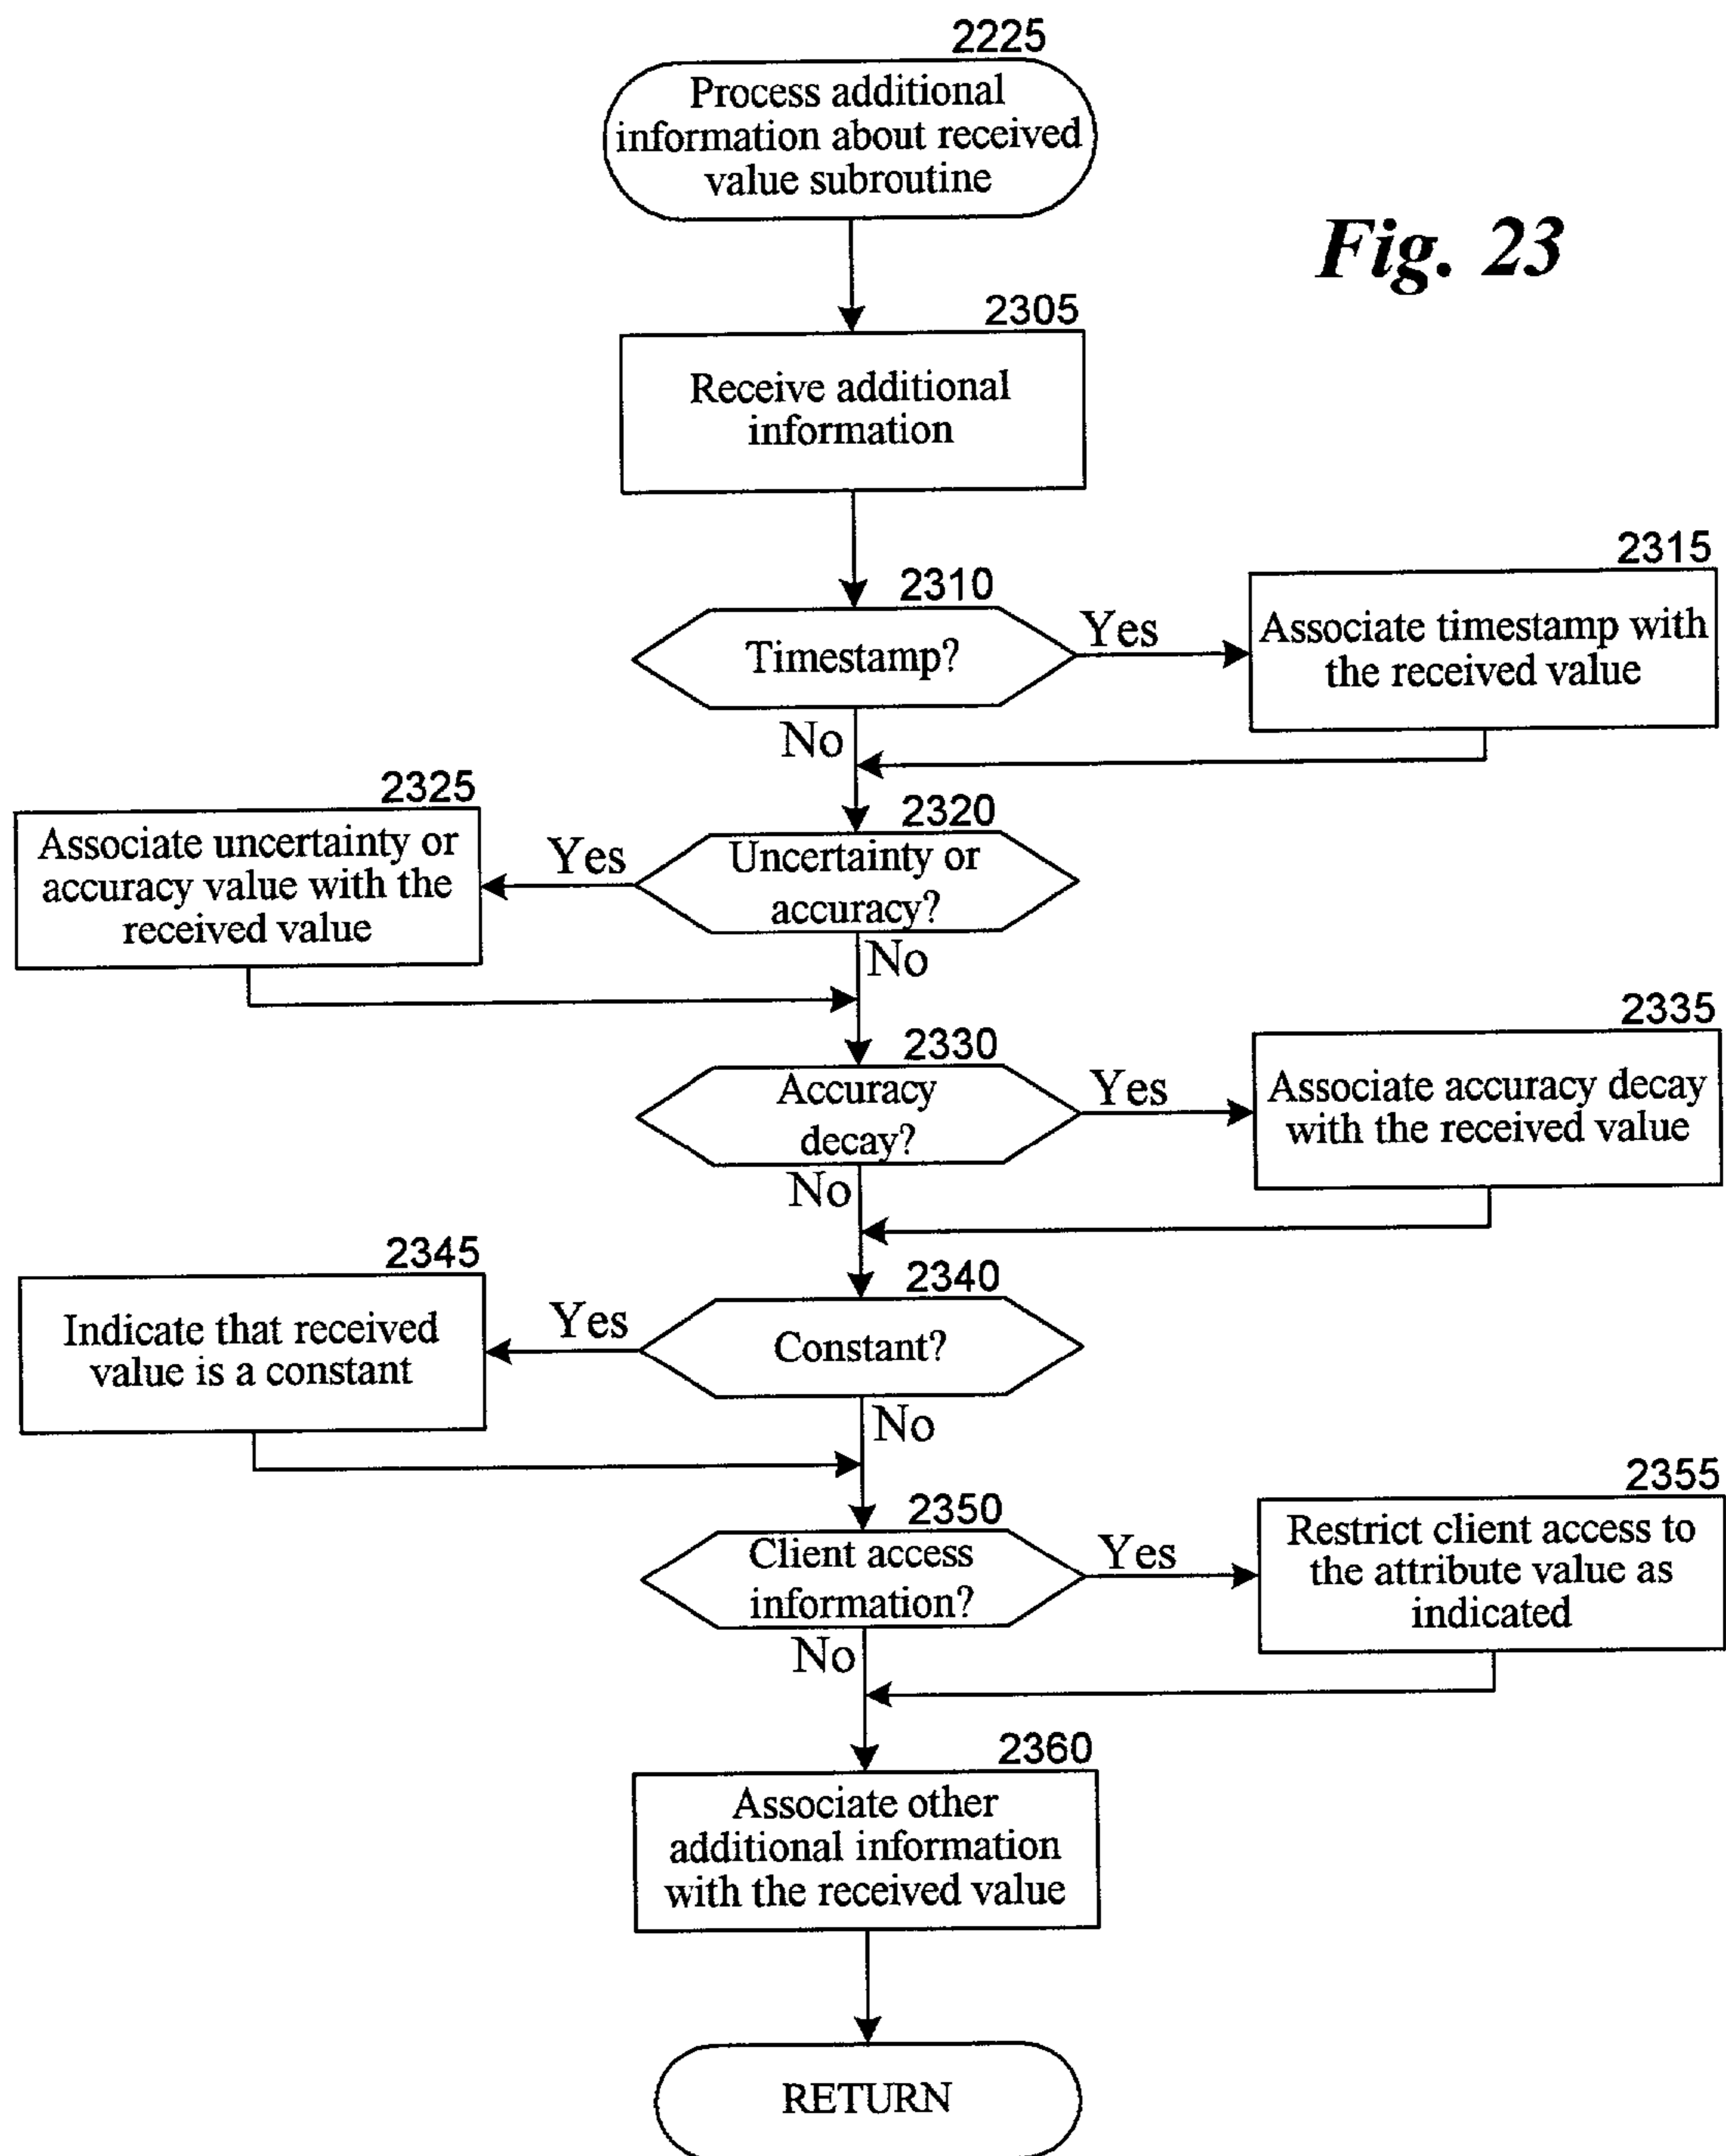 2225
Process additional
information about received
value subroutine
Fig. 23
2305
Receive additional
information
2310
Timestamp?
Yes
2315
Associate timestamp with
the received value
No
2320
Uncertainty or
accuracy?
Yes
2325
Associate uncertainty or
accuracy value with the
received value
No
2330
Accuracy
decay?
Yes
2335
Associate accuracy decay
with the received value
No
2340
Constant?
Yes
2345
Indicate that received
value is a constant
No
2350
Client access
information?
Yes
2355
Restrict client access to
the attribute value as
indicated
No
2360
Associate other
additional information
with the received value
RETURN